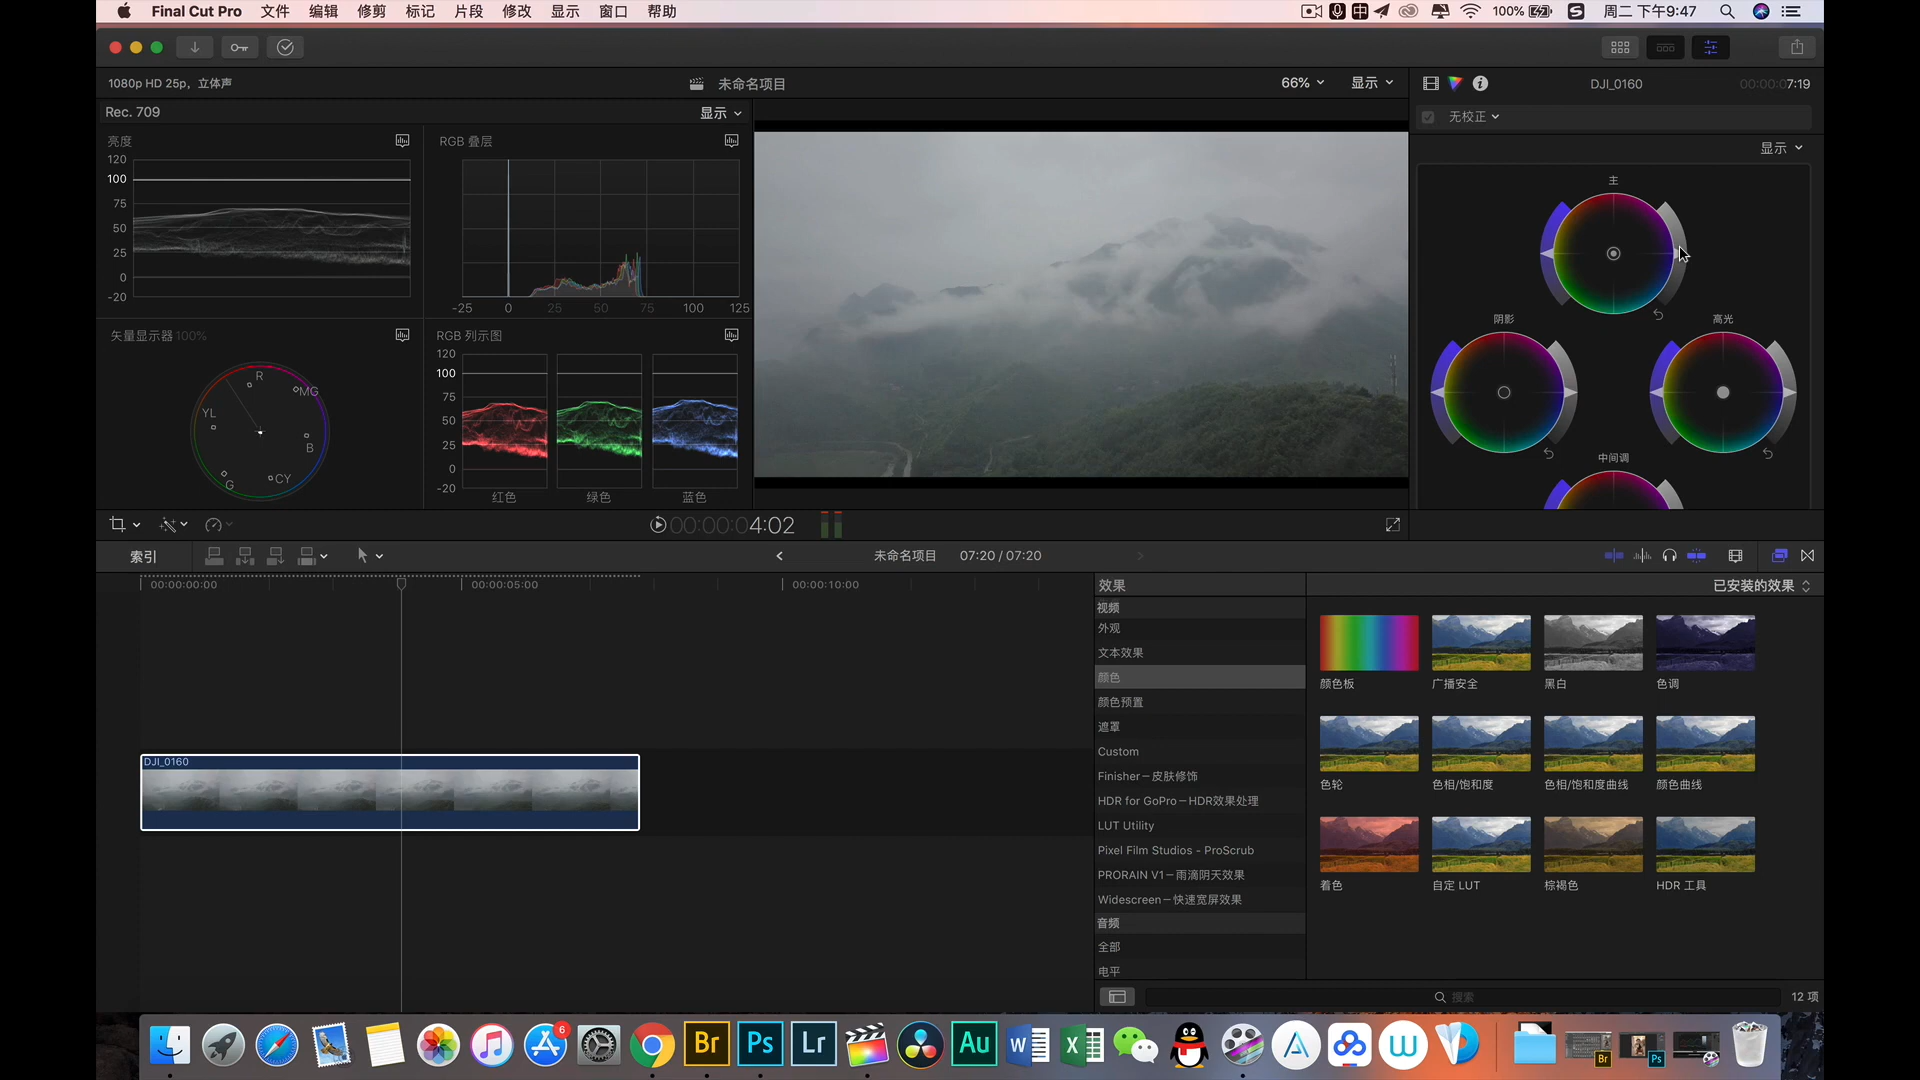 Final Cut Pro 文件 编辑 修剪 标记 片段 修改 显示 窗口 帮助 100% 周二 下午9:47
1080p HD 25p, 立体声 未命名项目 66% 显示 DJI_0160 00:00:07:19
Rec. 709 显示 无校正
显示
亮度 RGB 叠层
120
100
75
50
25
0
-20
-25 0 25 50 75 100 125
主
阴影 高光
中间调
矢量显示器 100% RGB 列示图
R
MG
YL
B
G
CY
120
100
75
50
25
0
-20
红色 绿色 蓝色
00:00:00:04:02
索引 未命名项目 07:20 / 07:20
00:00:00:00 00:00:05:00 00:00:10:00
DJI_0160
效果 已安装的效果
视频
外观
文本效果
颜色
颜色预置
遮罩
Custom
Finisher－皮肤修饰
HDR for GoPro－HDR效果处理
LUT Utility
Pixel Film Studios - ProScrub
PRORAIN V1－雨滴阴天效果
Widescreen－快速宽屏效果
音频
全部
电平
颜色板 广播安全 黑白 色调
色轮 色相/饱和度 色相/饱和度曲线 颜色曲线
着色 自定 LUT 棕褐色 HDR 工具
搜索 12 项
6
Br Ps Lr Au W X
Br Ps